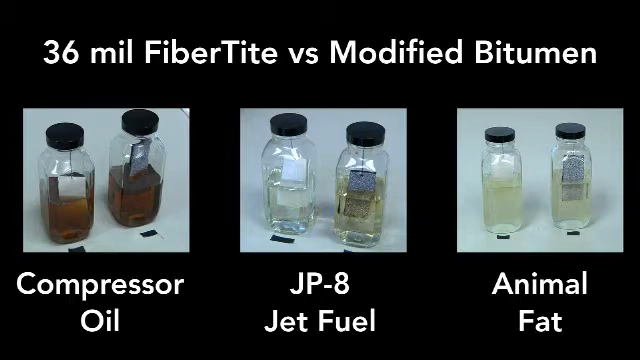 36 mil FiberTite vs Modified Bitumen
Compressor
Oil
JP-8
Jet Fuel
Animal
Fat